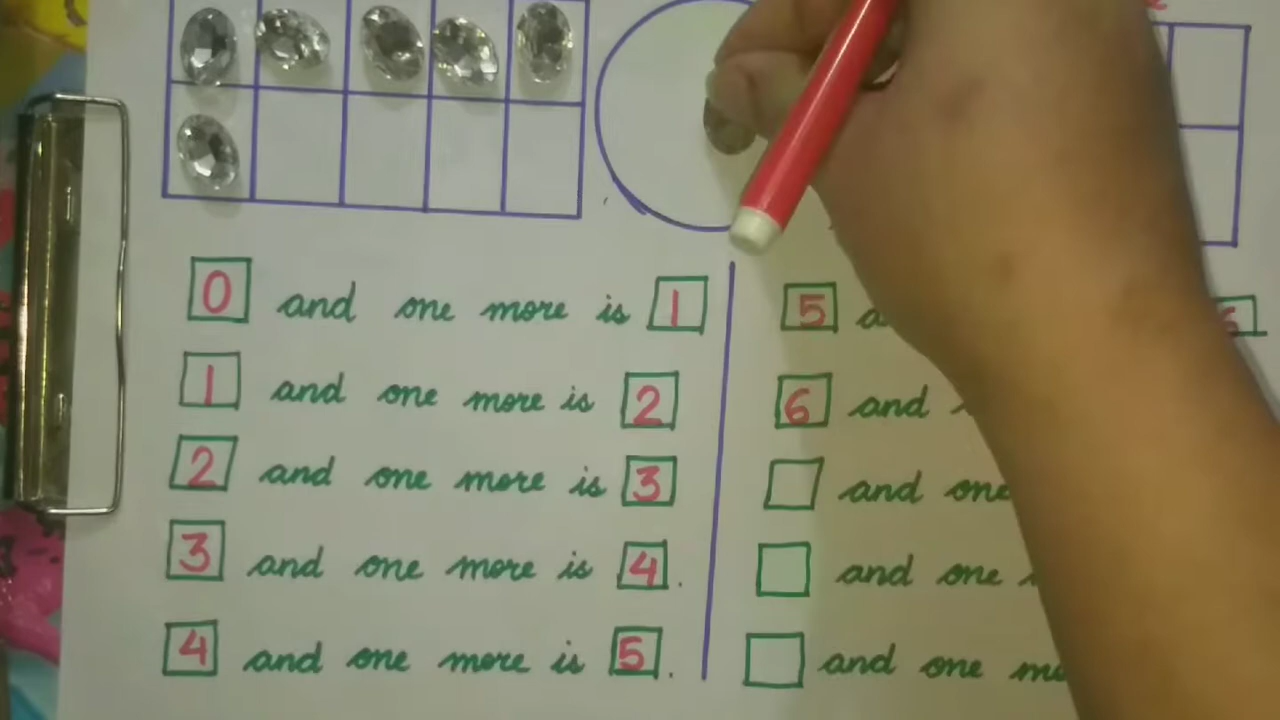 0 and one more is 1
1 and one more is 2
2 and one more is 3
3 and one more is 4.
4 and one more is 5.
5
6 and
and one
and one
and one